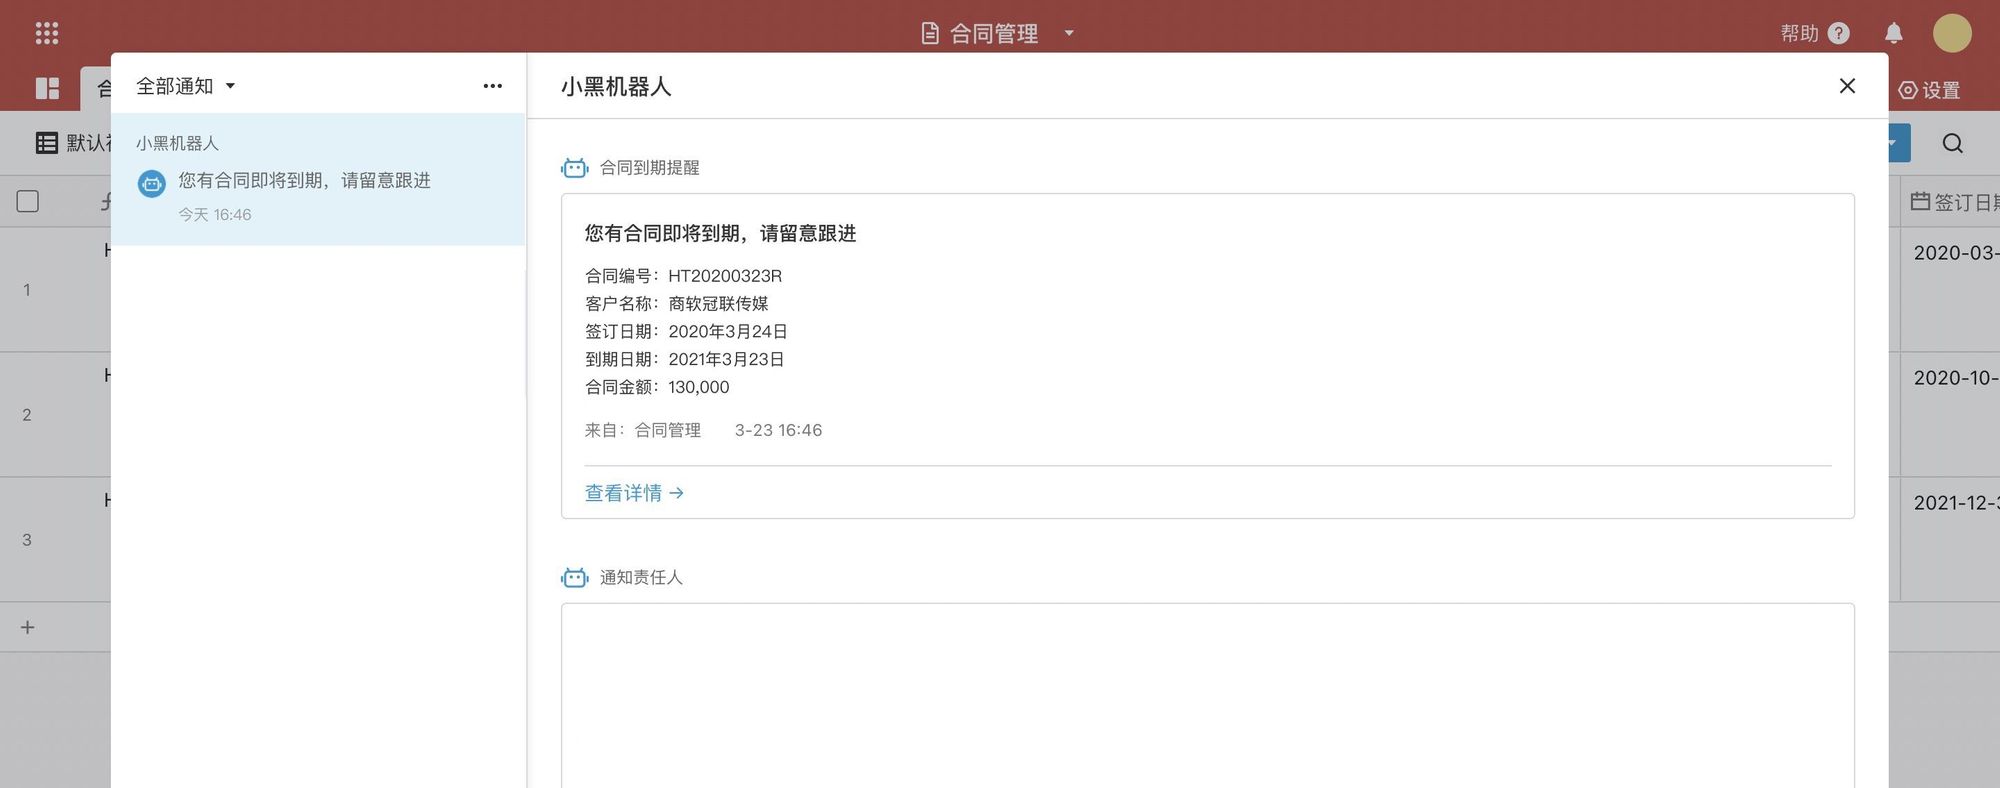 合同管理
帮助
合
设置
全部通知
小黑机器人
默认
小黑机器人
您有合同即将到期，请留意跟进
今天 16:46
签订日期
合同到期提醒
您有合同即将到期，请留意跟进
合同编号：HT20200323R
客户名称：商软冠联传媒
签订日期：2020年3月24日
到期日期：2021年3月23日
合同金额：130,000
来自：合同管理 3-23 16:46
查看详情 →
通知责任人
1
H
2020-03-
2
H
2020-10-
3
H
2021-12-
+